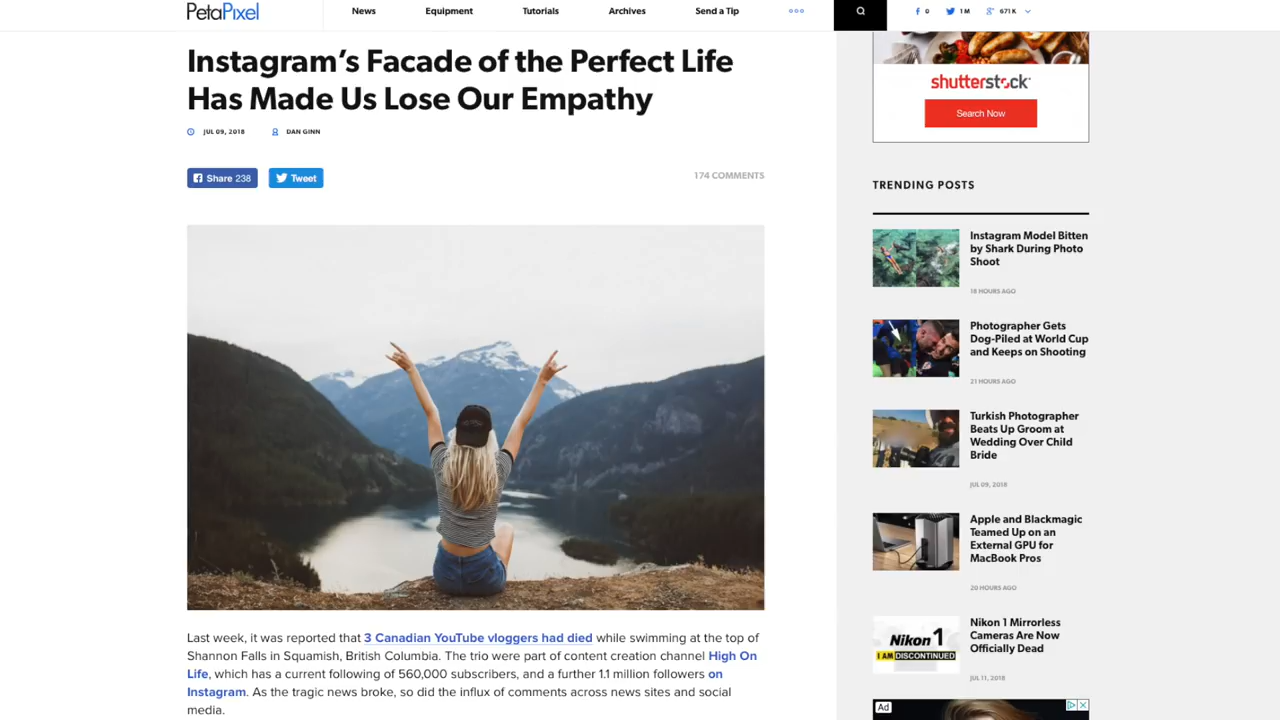 PetaPixel
News
Equipment
Tutorials
Archives
Send a Tip
0
1 M
671 K
Instagram's Facade of the Perfect Life
Has Made Us Lose Our Empathy
JUL 09, 2018
DAN GINN
Share 238
Tweet
174 COMMENTS
Last week, it was reported that 3 Canadian YouTube vloggers had died while swimming at the top of
Shannon Falls in Squamish, British Columbia. The trio were part of content creation channel High On
Life, which has a current following of 560,000 subscribers, and a further 1.1 million followers on
Instagram. As the tragic news broke, so did the influx of comments across news sites and social
media.
shutterstock
Search Now
TRENDING POSTS
Instagram Model Bitten
by Shark During Photo
Shoot
18 HOURS AGO
Photographer Gets
Dog-Piled at World Cup
and Keeps on Shooting
21 HOURS AGO
Turkish Photographer
Beats Up Groom at
Wedding Over Child
Bride
JUL 09, 2018
Apple and Blackmagic
Teamed Up on an
External GPU for
MacBook Pros
20 HOURS AGO
Nikon 1
I AM DISCONTINUED
Nikon 1 Mirrorless
Cameras Are Now
Officially Dead
JUL 11, 2018
Ad